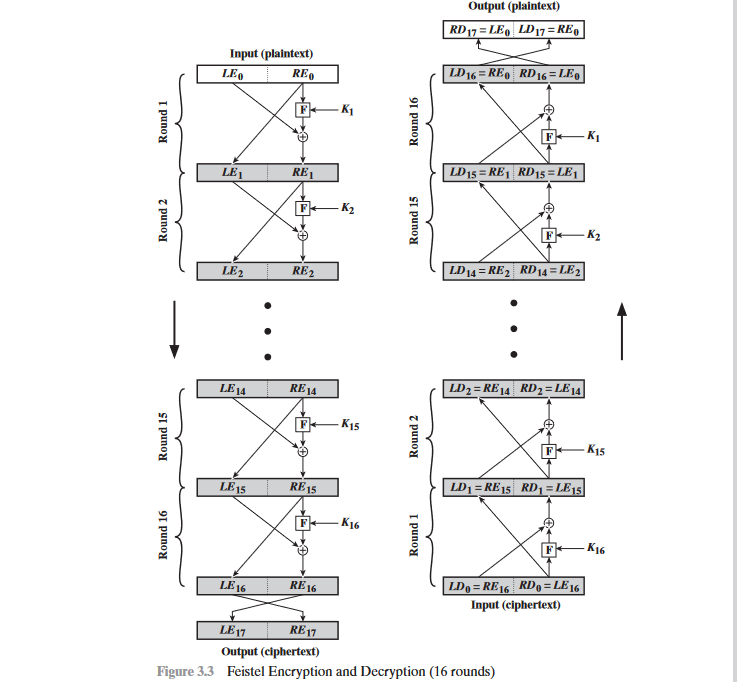 Output (plaintext)
RD17 = LE0 LD17 = RE0
Input (plaintext)
LE0 RE0
LD16 = RE0 RD16 = LE0
Round 1
F
K1
Round 16
F
K1
LE1 RE1
LD15 = RE1 RD15 = LE1
Round 2
F
K2
Round 15
F
K2
LE2 RE2
LD14 = RE2 RD14 = LE2
LE14 RE14
LD2 = RE14 RD2 = LE14
Round 15
F
K15
Round 2
F
K15
LE15 RE15
LD1 = RE15 RD1 = LE15
Round 16
F
K16
Round 1
F
K16
LE16 RE16
LD0 = RE16 RD0 = LE16
Input (ciphertext)
LE17 RE17
Output (ciphertext)
Figure 3.3 Feistel Encryption and Decryption (16 rounds)